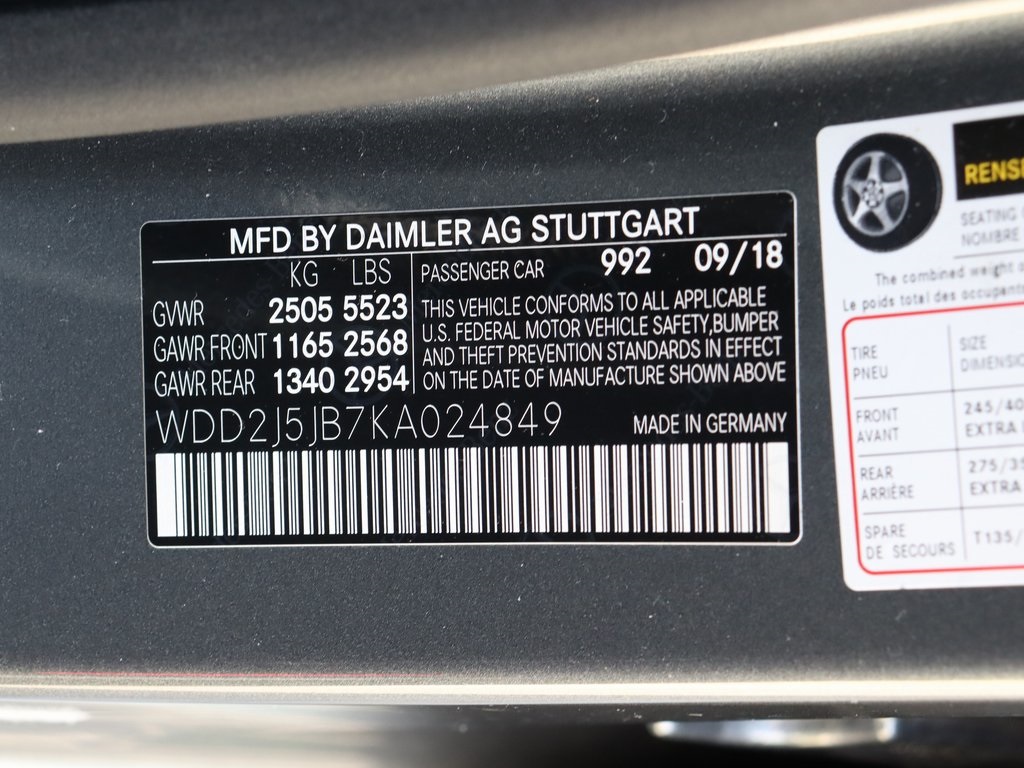 MFD BY DAIMLER AG STUTTGART
KG LBS
GVWR 2505 5523
GAWR FRONT 1165 2568
GAWR REAR 1340 2954
PASSENGER CAR 992 09/18
THIS VEHICLE CONFORMS TO ALL APPLICABLE
U.S. FEDERAL MOTOR VEHICLE SAFETY, BUMPER
AND THEFT PREVENTION STANDARDS IN EFFECT
ON THE DATE OF MANUFACTURE SHOWN ABOVE
WDD2J5JB7KA024849 MADE IN GERMANY
SEATING
NOMBRE
The combined weight
Le poids total des
TIRE SIZE
PNEU
FRONT 245/40
AVANT EXTRA
REAR 275/35
ARRIÈRE EXTRA
SPARE T135/
DE SECOURS